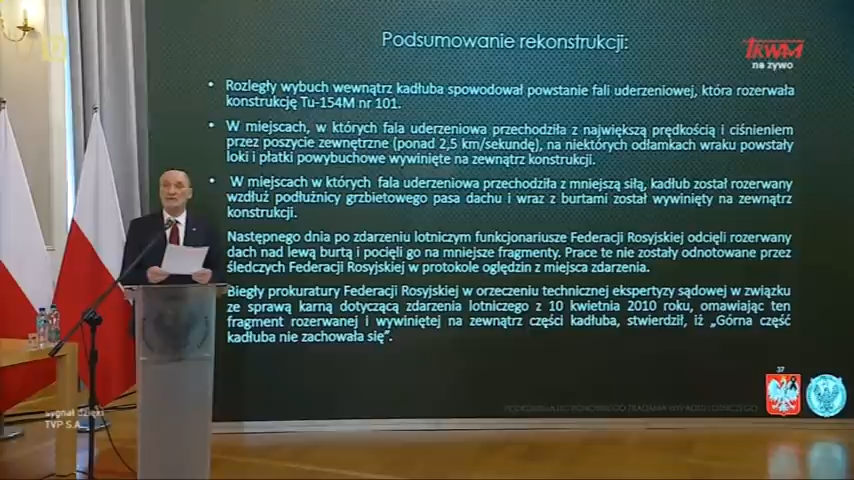 Podsumowanie rekonstrukcji:
TRWAM
na żywo
• Rozległy wybuch wewnątrz kadłuba spowodował powstanie fali uderzeniowej, która rozerwała
konstrukcję Tu-154M nr 101.
• W miejscach, w których fala uderzeniowa przechodziła z największą prędkością i ciśnieniem
przez poszycie zewnętrzne (ponad 2,5 km/sekundę), na niektórych odłamkach wraku powstały
loki i płatki powybuchowe wywinięte na zewnątrz konstrukcji.
• W miejscach w których fala uderzeniowa przechodziła z mniejszą siłą, kadłub został rozerwany
wzdłuż podłużnicy grzbietowego pasa dachu i wraz z burtami został wywinięty na zewnątrz
konstrukcji.
Następnego dnia po zdarzeniu lotniczym funkcjonariusze Federacji Rosyjskiej odcięli rozerwany
dach nad lewą burtą i pocięli go na mniejsze fragmenty. Prace te nie zostały odnotowane przez
śledczych Federacji Rosyjskiej w protokole oględzin z miejsca zdarzenia.
Biegły prokuratury Federacji Rosyjskiej w orzeczeniu technicznej ekspertyzy sądowej w związku
ze sprawą karną dotyczącą zdarzenia lotniczego z 10 kwietnia 2010 roku, omawiając ten
fragment rozerwanej i wywiniętej na zewnątrz części kadłuba, stwierdził, iż „Górna część
kadłuba nie zachowała się”.
37
PODKOMISJA DO PONOWNEGO ZBADANIA WYPADKU LOTNICZEGO
sygnał dzięki
TVP S.A.